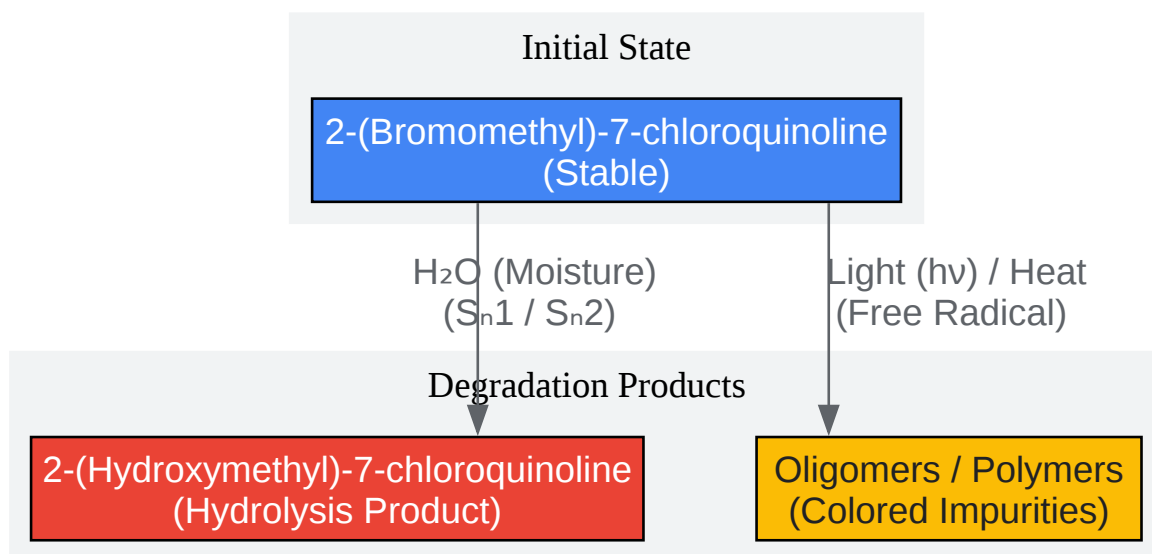 Initial State
2-(Bromomethyl)-7-chloroquinoline
(Stable)
H₂O (Moisture)
(Sₙ1 / Sₙ2)
Light (hν) / Heat
(Free Radical)
Degradation Products
2-(Hydroxymethyl)-7-chloroquinoline
(Hydrolysis Product)
Oligomers / Polymers
(Colored Impurities)